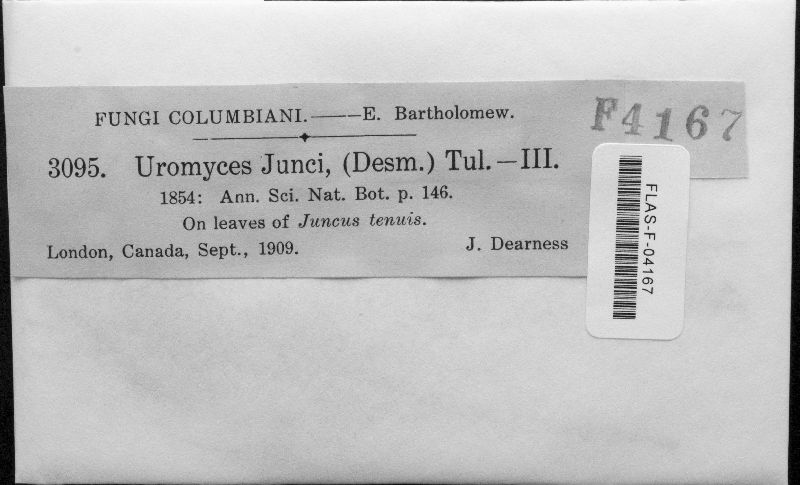 FUNGI COLUMBIANI.——E. Bartholomew.
3095. Uromyces Junci, (Desm.) Tul.—III.
1854: Ann. Sci. Nat. Bot. p. 146.
On leaves of Juncus tenuis.
London, Canada, Sept., 1909. J. Dearness
F4167
FLAS-F-04167